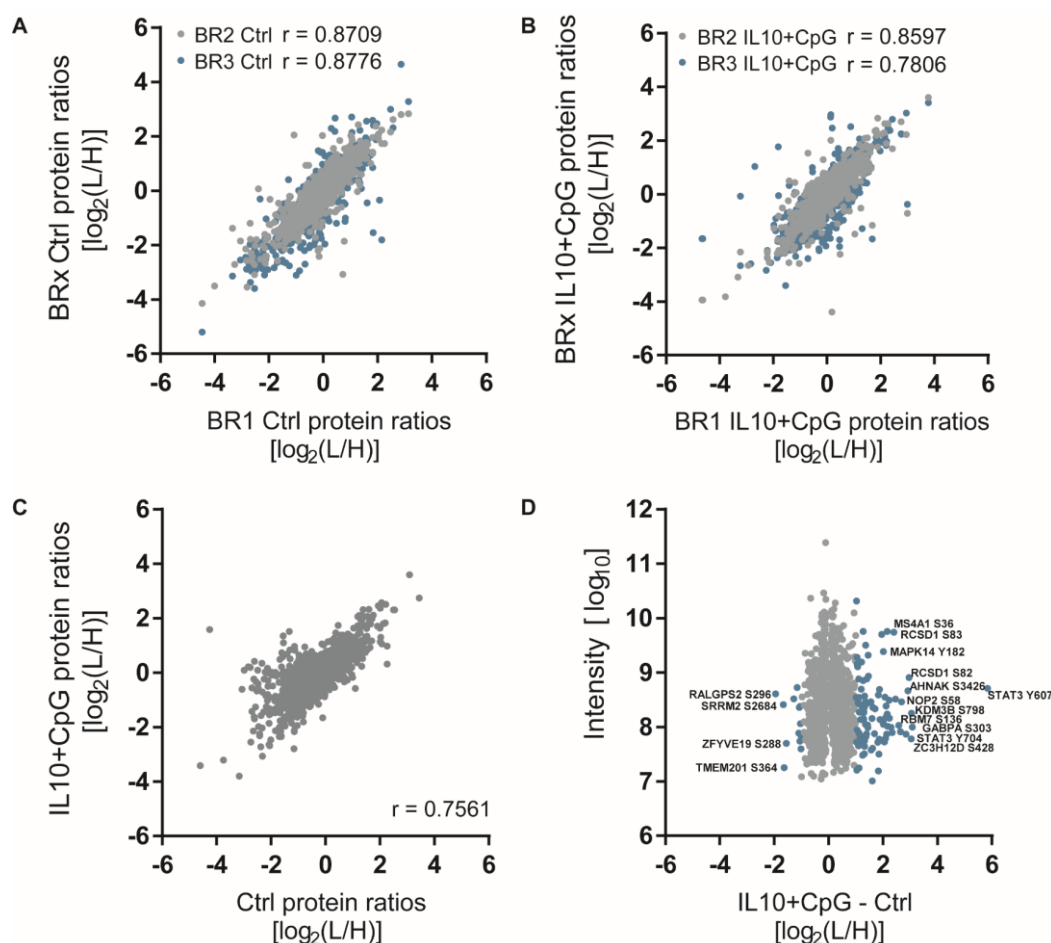 A
BR2 Ctrl r = 0.8709
BR3 Ctrl r = 0.8776
BRx Ctrl protein ratios
[log2(L/H)]
6
4
2
0
-2
-4
-6
-6 -4 -2 0 2 4 6
BR1 Ctrl protein ratios
[log2(L/H)]
B
BR2 IL10+CpG r = 0.8597
BR3 IL10+CpG r = 0.7806
BRx IL10+CpG protein ratios
[log2(L/H)]
6
4
2
0
-2
-4
-6
-6 -4 -2 0 2 4 6
BR1 IL10+CpG protein ratios
[log2(L/H)]
C
IL10+CpG protein ratios
[log2(L/H)]
6
4
2
0
-2
-4
-6
r = 0.7561
-6 -4 -2 0 2 4 6
Ctrl protein ratios
[log2(L/H)]
D
Intensity [log10]
12
11
10
9
8
7
6
MS4A1 S36
RCSD1 S83
MAPK14 Y182
RCSD1 S82
AHNAK S3426
STAT3 Y607
NOP2 S58
KDM3B S798
RBM7 S136
GABPA S303
STAT3 Y704
ZC3H12D S428
RALGPS2 S296
SRRM2 S2684
ZFYVE19 S288
TMEM201 S364
-6 -4 -2 0 2 4 6
IL10+CpG - Ctrl
[log2(L/H)]